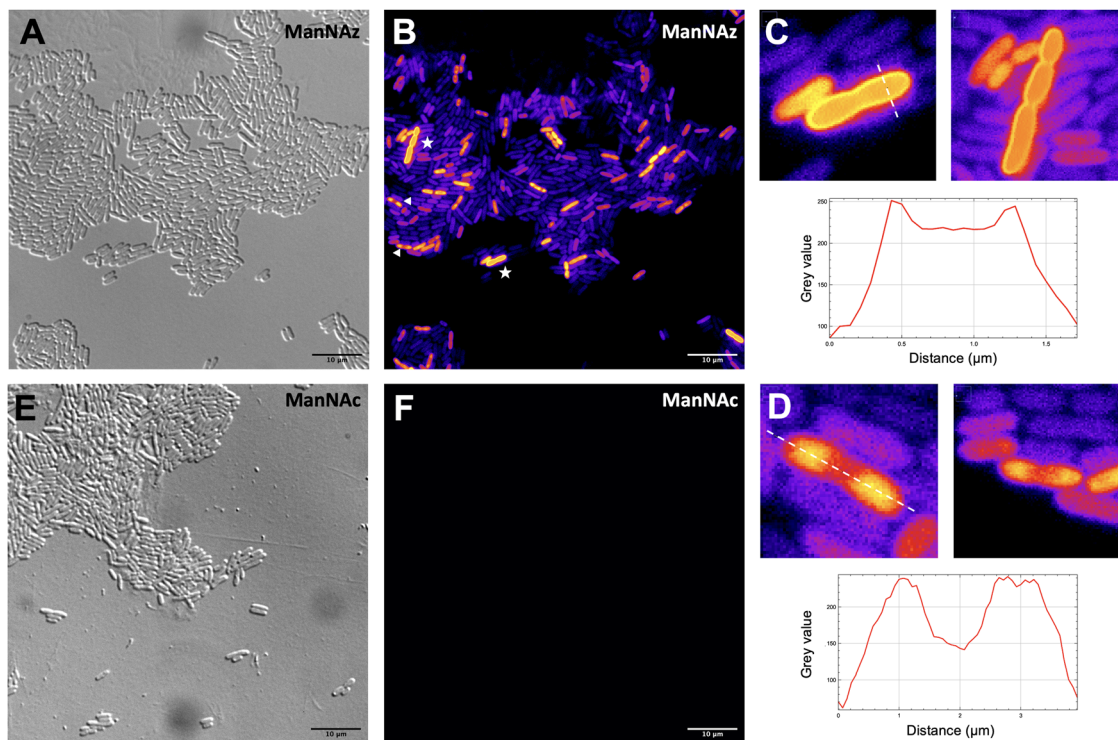 A
ManNAz
10 µm
B
ManNAz
10 µm
C
Grey value
250
200
150
100
0.0
0.5
1.0
1.5
Distance (µm)
E
ManNAc
10 µm
F
ManNAc
10 µm
D
Grey value
200
150
100
0
1
2
3
Distance (µm)